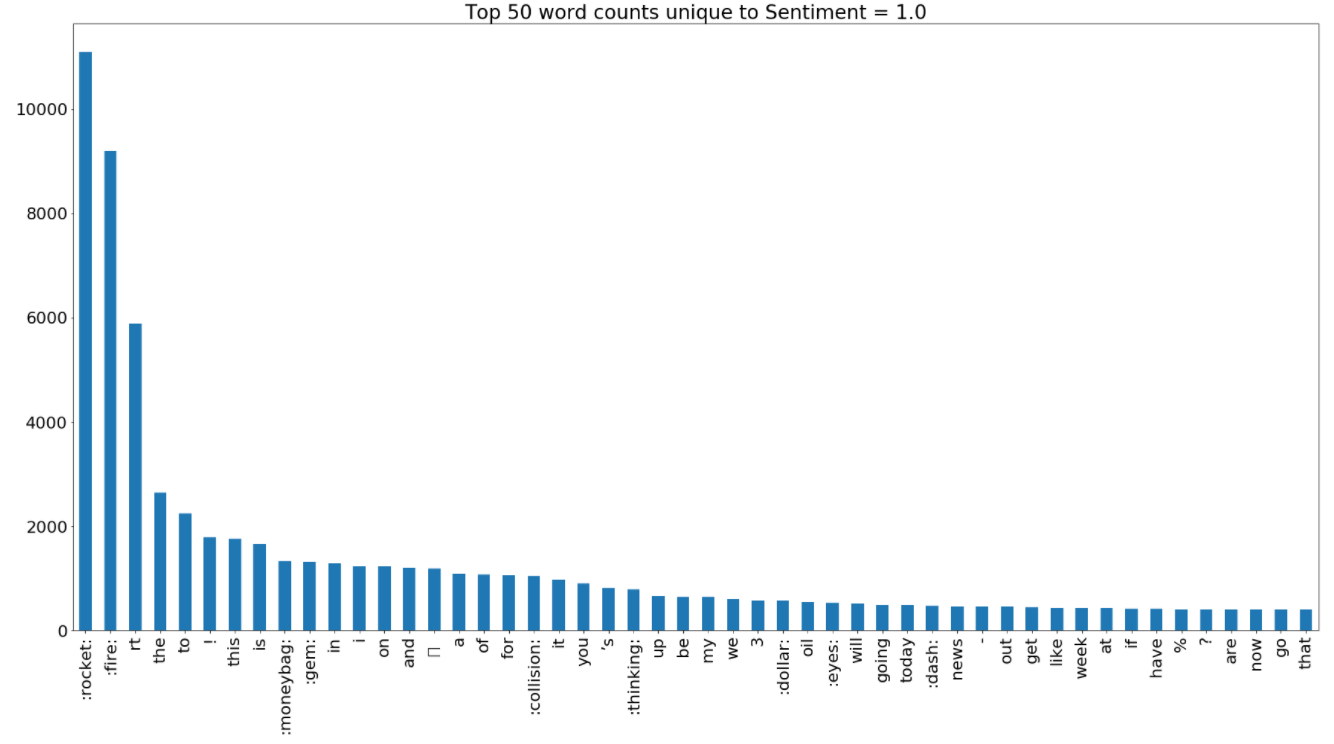 Top 50 word counts unique to Sentiment = 1.0
10000
8000
6000
4000
2000
0
:rocket:
:fire:
rt
the
to
!
this
is
:moneybag:
:gem:
in
i
on
and
a
of
for
:collision:
it
you
's
:thinking:
up
be
my
we
3
:dollar:
oil
:eyes:
will
going
today
:dash:
news
-
out
get
like
week
at
if
have
%
?
are
now
go
that